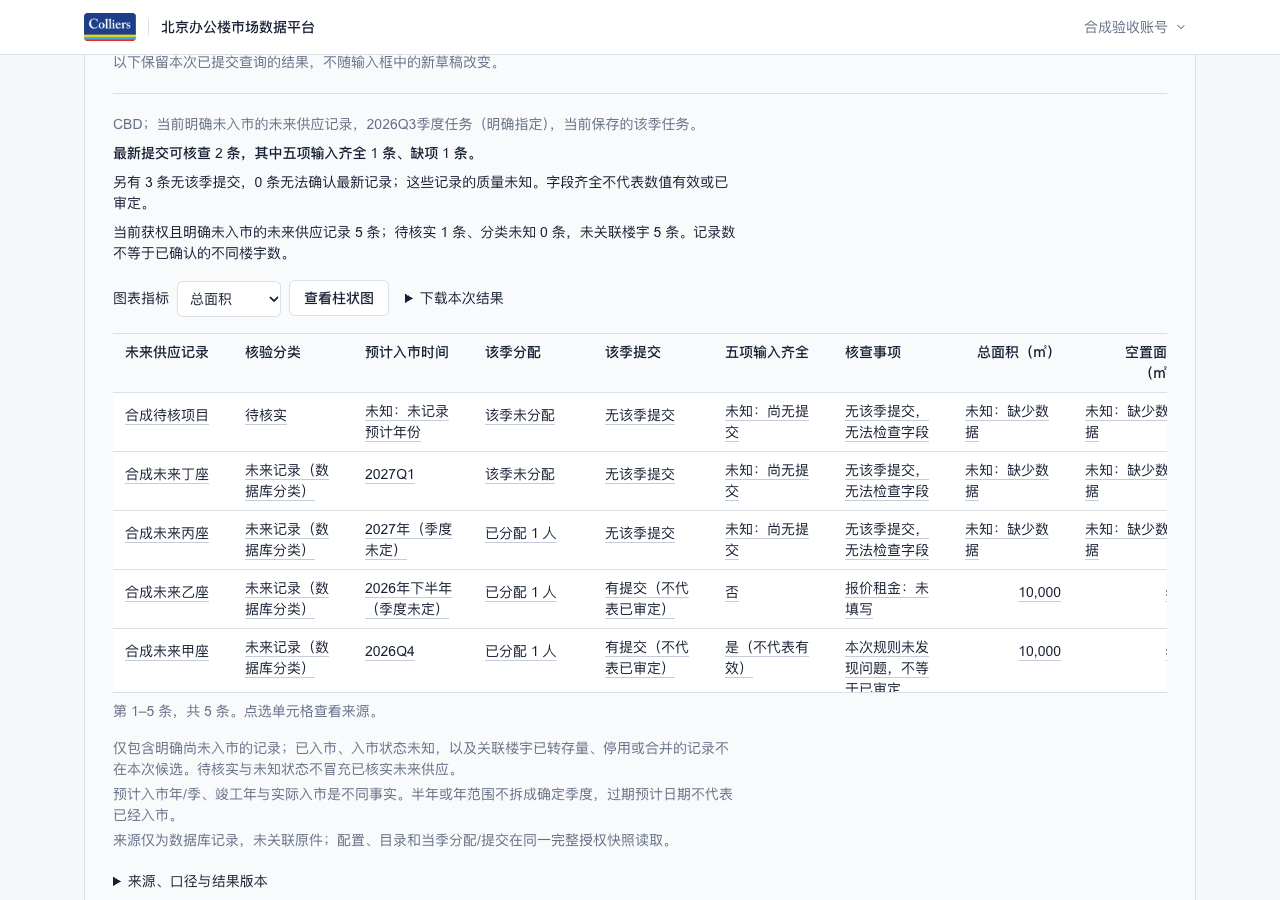 Colliers
北京办公楼市场数据平台
合成验收账号
以下保留本次已提交查询的结果，不随输入框中的新草稿改变。
CBD；当前明确未入市的未来供应记录，2026Q3季度任务（明确指定），当前保存的该季任务。
最新提交可核查 2 条，其中五项输入齐全 1 条、缺项 1 条。
另有 3 条无该季提交，0 条无法确认最新记录；这些记录的质量未知。字段齐全不代表数值有效或已
审定。
当前获权且明确未入市的未来供应记录 5 条；待核实 1 条、分类未知 0 条，未关联楼宇 5 条。记录数
不等于已确认的不同楼宇数。
图表指标 总面积 查看柱状图 下载本次结果
未来供应记录 核验分类 预计入市时间 该季分配 该季提交 五项输入齐全 核查事项 总面积（㎡） 空置面
（㎡
合成待核项目 待核实 未知：未记录 该季未分配 无该季提交 未知：尚无提 无该季提交， 未知：缺少数 未知：缺少数
预计年份 交 无法检查字段 据 据
合成未来丁座 未来记录（数 2027Q1 该季未分配 无该季提交 未知：尚无提 无该季提交， 未知：缺少数 未知：缺少数
据库分类） 交 无法检查字段 据 据
合成未来丙座 未来记录（数 2027年（季度 已分配 1 人 无该季提交 未知：尚无提 无该季提交， 未知：缺少数 未知：缺少数
据库分类） 未定） 交 无法检查字段 据 据
合成未来乙座 未来记录（数 2026年下半年 已分配 1 人 有提交（不代 否 报价租金：未 10,000
据库分类） （季度未定） 表已审定） 填写
合成未来甲座 未来记录（数 2026Q4 已分配 1 人 有提交（不代 是（不代表有 本次规则未发 10,000
据库分类） 表已审定） 效） 现问题，不等
于已审定
第 1–5 条，共 5 条。点选单元格查看来源。
仅包含明确尚未入市的记录；已入市、入市状态未知，以及关联楼宇已转存量、停用或合并的记录不
在本次候选。待核实与未知状态不冒充已核实未来供应。
预计入市年/季、竣工年与实际入市是不同事实。半年或年范围不拆成确定季度，过期预计日期不代表
已经入市。
来源仅为数据库记录，未关联原件；配置、目录和当季分配/提交在同一完整授权快照读取。
来源、口径与结果版本